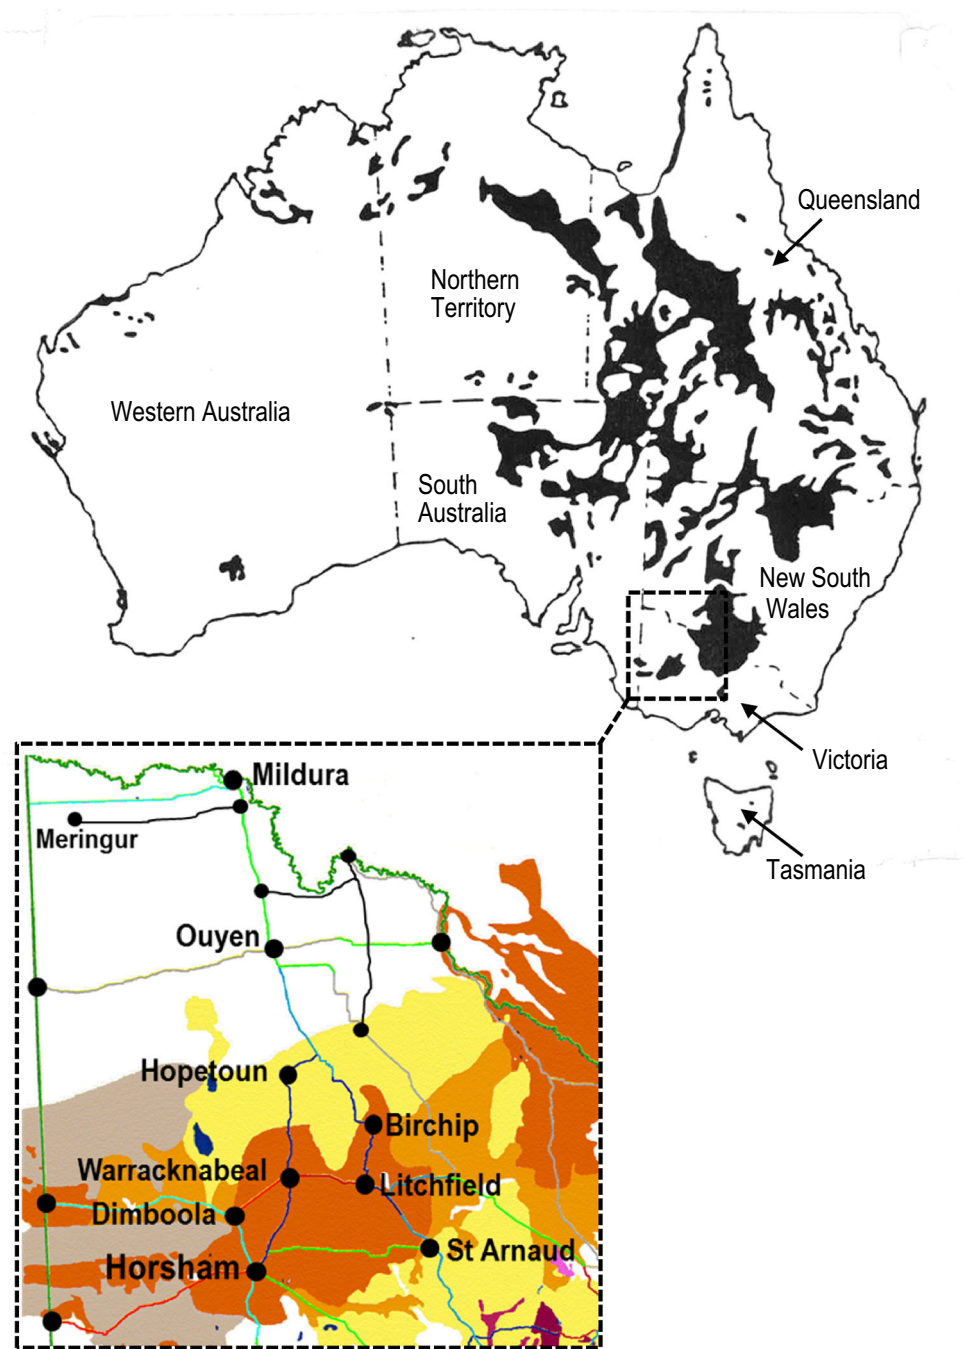 Queensland
Northern
Territory
Western Australia
South
Australia
New South
Wales
Victoria
Tasmania
Mildura
Meringur
Ouyen
Hopetoun
Birchip
Warracknabeal
Litchfield
Dimboola
St Arnaud
Horsham